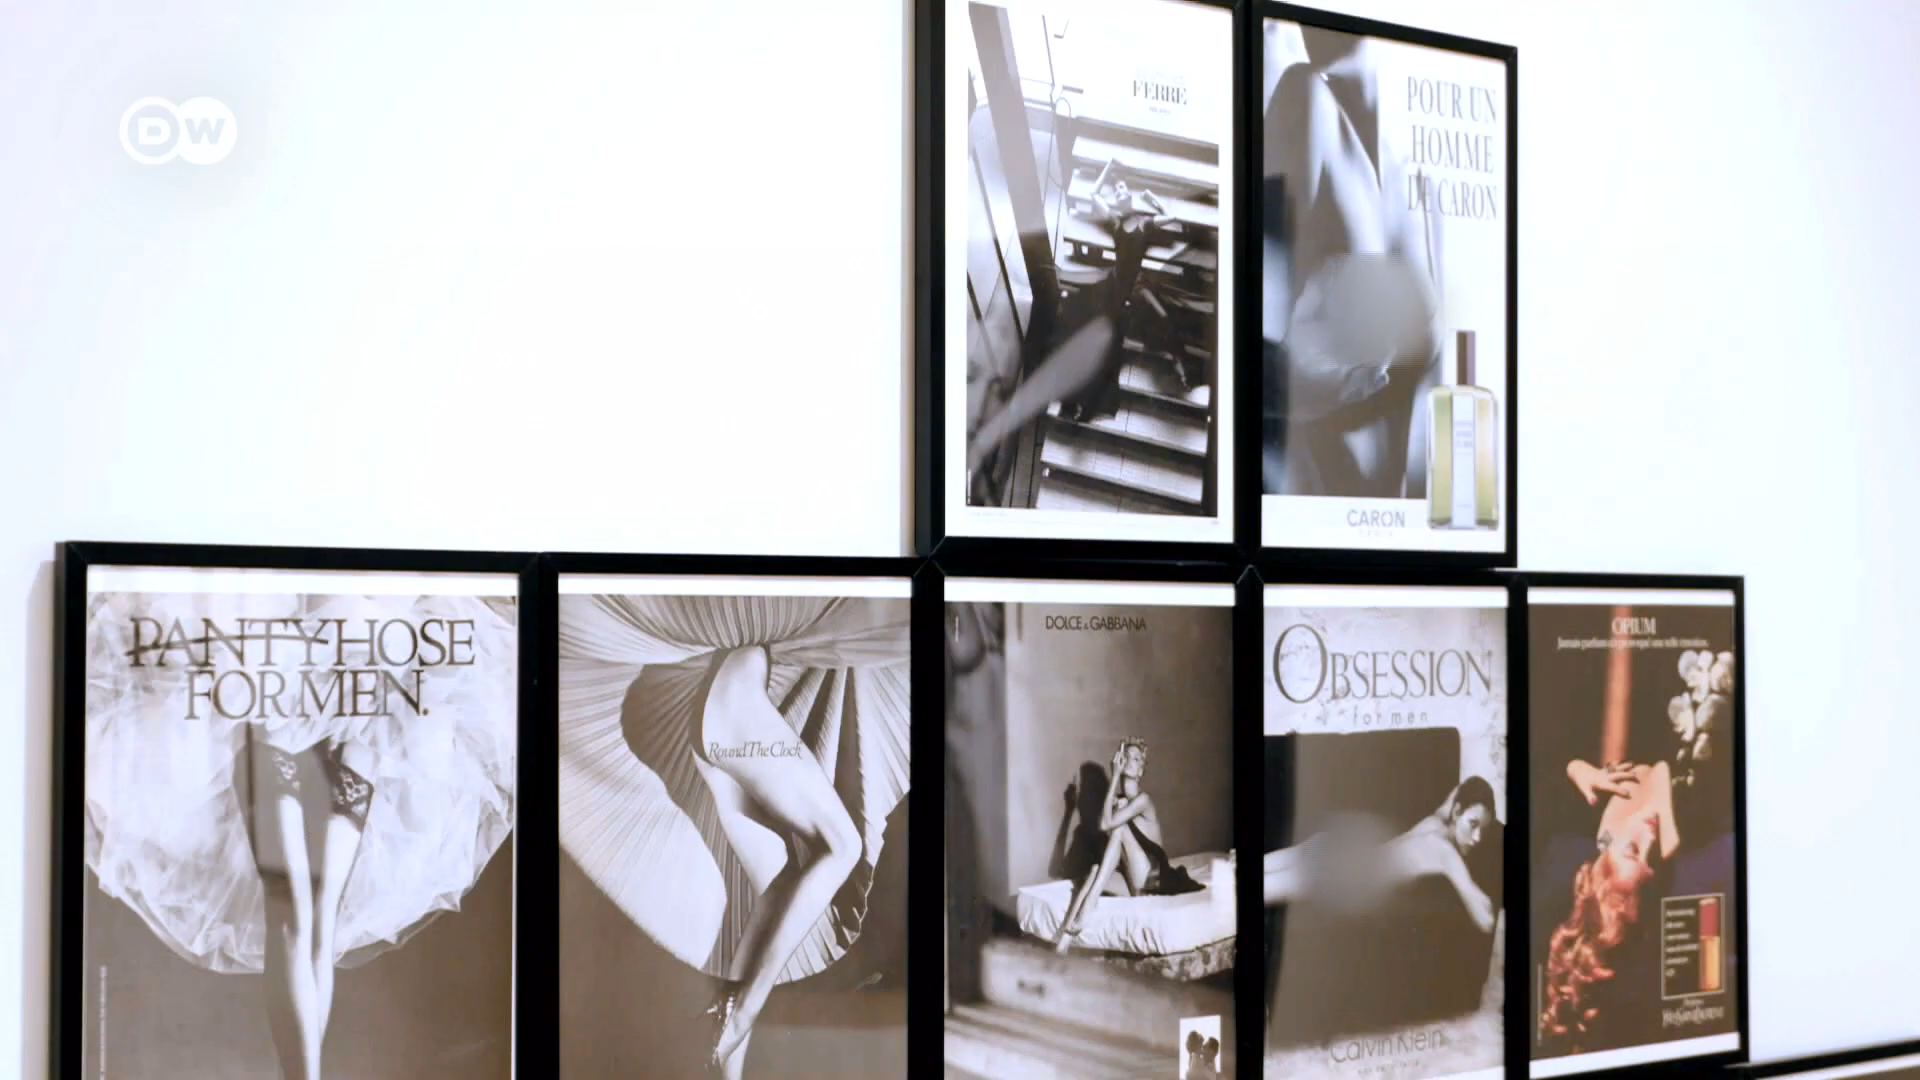 DW
FERRE
POUR UN
HOMME
DE CARON
CARON
PANTYHOSE
FOR MEN.
Round The Clock
DOLCE & GABBANA
OBSESSION
for men
Calvin Klein
OPIUM
YvesSaintLaurent